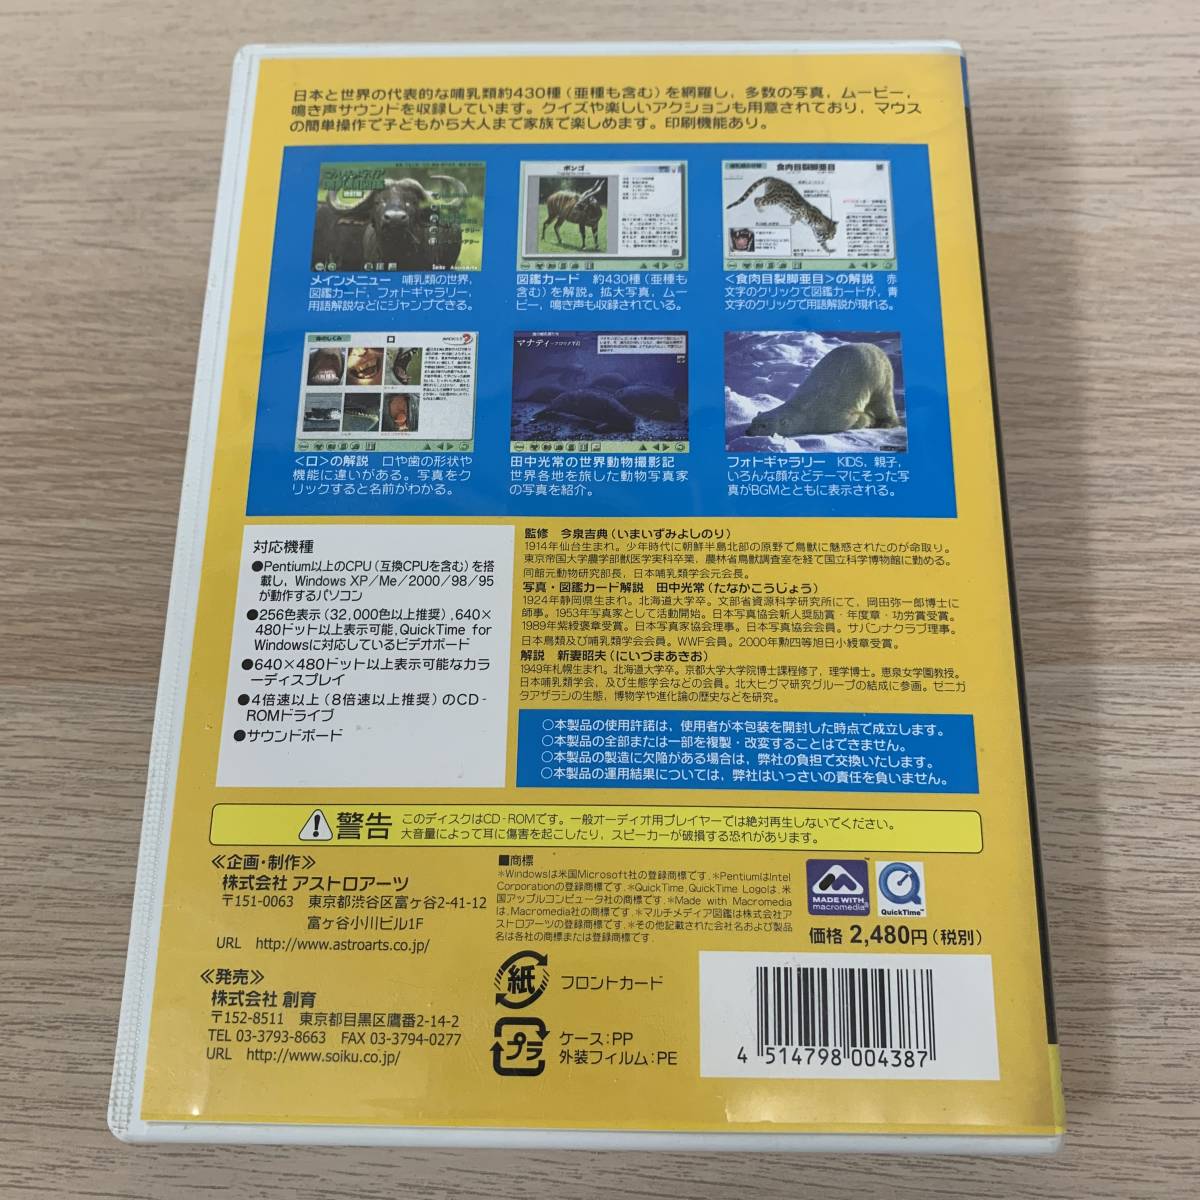 日本と世界の代表的な哺乳類約430種(亜種も含む)を網羅し,多数の写真,ムービー,
鳴き声サウンドを収録しています。クイズや楽しいアクションも用意されており,マウス
の簡単操作で子どもから大人まで家族で楽しめます。印刷機能あり。
メインメニュー 哺乳類の世界,
図鑑カード,フォトギャラリー,
用語解説などにジャンプできる。
ボンゴ
図鑑カード 約430種(亜種も
含む)を解説。拡大写真,ムー
ビー,鳴き声も収録されている。
食肉目裂脚亜目
<食肉目裂脚亜目>の解説 赤
文字のクリックで図鑑カードが,青
文字のクリックで用語解説が現れる。
<口>の解説 口や歯の形状や
機能に違いがある。写真をク
リックすると名前がわかる。
マナティー
田中光常の世界動物撮影記
世界各地を旅した動物写真家
の写真を紹介。
フォトギャラリー KIDS,親子,
いろんな顔などテーマにそった写
真がBGMとともに表示される。
対応機種
●Pentium以上のCPU(互換CPUを含む)を搭
載し,Windows XP/Me/2000/98/95
が動作するパソコン
●256色表示(32,000色以上推奨),640×
480ドット以上表示可能,QuickTime for
Windowsに対応しているビデオボード
●640×480ドット以上表示可能なカラ
ーディスプレイ
●4倍速以上(8倍速以上推奨)のCD-
ROMドライブ
●サウンドボード
監修 今泉吉典(いまいずみよしのり)
1914年仙台生まれ。少年時代に朝鮮半島北部の原野で鳥獣に魅惑されたのが命取り。
東京帝国大学農学部獣医学実科卒業,農林省鳥獣調査室を経て国立科学博物館に勤める。
同館元動物研究部長,日本哺乳類学会元会長。
写真・図鑑カード解説 田中光常(たなかこうじょう)
1924年静岡県生まれ。北海道大学卒。文部省資源科学研究所にて,岡田弥一郎博士に
師事。1953年写真家として活動開始。日本写真協会新人奨励賞・年度章・功労賞受賞。
1989年紫綬褒章受賞。日本写真家協会理事。日本写真協会会員。サバンナクラブ理事。
日本鳥類及び哺乳類学会会員。WWF会員。2000年勲四等旭日小綬章受賞。
解説 新妻昭夫(にいづまあきお)
1949年札幌生まれ。北海道大学卒。京都大学大学院博士課程修了,理学博士。恵泉女学園教授。
日本哺乳類学会,及び生態学会などの会員。北大ヒグマ研究グループの結成に参画。ゼニガ
タアザラシの生態,博物学や進化論の歴史などを研究。
○本製品の使用許諾は、使用者が本包装を開封した時点で成立します。
○本製品の全部または一部を複製・改変することはできません。
○本製品の製造に欠陥がある場合は、弊社の負担で交換いたします。
○本製品の運用結果については、弊社はいっさいの責任を負いません。
警告
このディスクはCD-ROMです。一般オーディオ用プレイヤーでは絶対再生しないでください。
大音量によって耳に傷害を起こしたり、スピーカーが破損する恐れがあります。
≪企画・制作≫
株式会社 アストロアーツ
〒151-0063 東京都渋谷区富ヶ谷2-41-12
富ヶ谷小川ビル1F
URL http://www.astroarts.co.jp/
≪発売≫
株式会社 創育
〒152-8511 東京都目黒区鷹番2-14-2
TEL 03-3793-8663 FAX 03-3794-0277
URL http://www.soiku.co.jp/
■商標
*Windowsは米国Microsoft社の登録商標です.*PentiumはIntel
Corporationの登録商標です.*QuickTime,QuickTime Logoは、米
国アップルコンピュータ社の商標です.*Made with Macromedia
は、Macromedia社の商標です.*マルチメディア図鑑は株式会社ア
ストロアーツの登録商標です.*その他記載された会社名および製品
名は各社の商標または登録商標です.
MADE WITH
macromedia
QuickTime
価格 2,480円(税別)
紙
フロントカード
プラ
ケース:PP
外装フィルム:PE
4 514798 004387